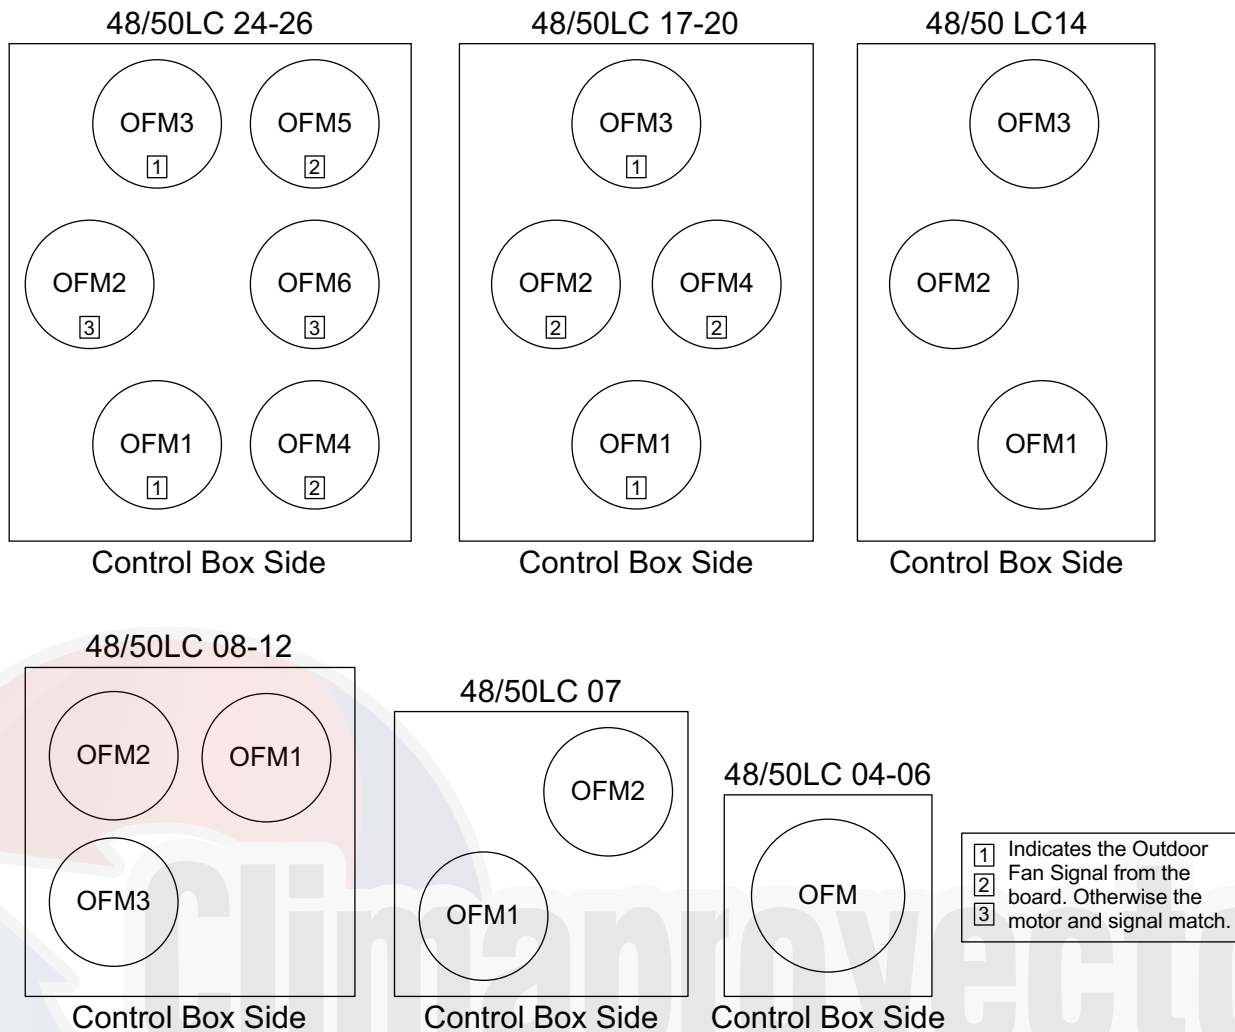 48/50LC 24-26
OFM3
1
OFM5
2
OFM2
3
OFM6
3
OFM1
1
OFM4
2
Control Box Side
48/50LC 17-20
OFM3
1
OFM2
2
OFM4
2
OFM1
1
Control Box Side
48/50 LC14
OFM3
OFM2
OFM1
Control Box Side
48/50LC 08-12
OFM2
OFM1
OFM3
Control Box Side
48/50LC 07
OFM2
OFM1
Control Box Side
48/50LC 04-06
OFM
Control Box Side
1
2
3
Indicates the Outdoor
Fan Signal from the
board. Otherwise the
motor and signal match.
Climaproyecto